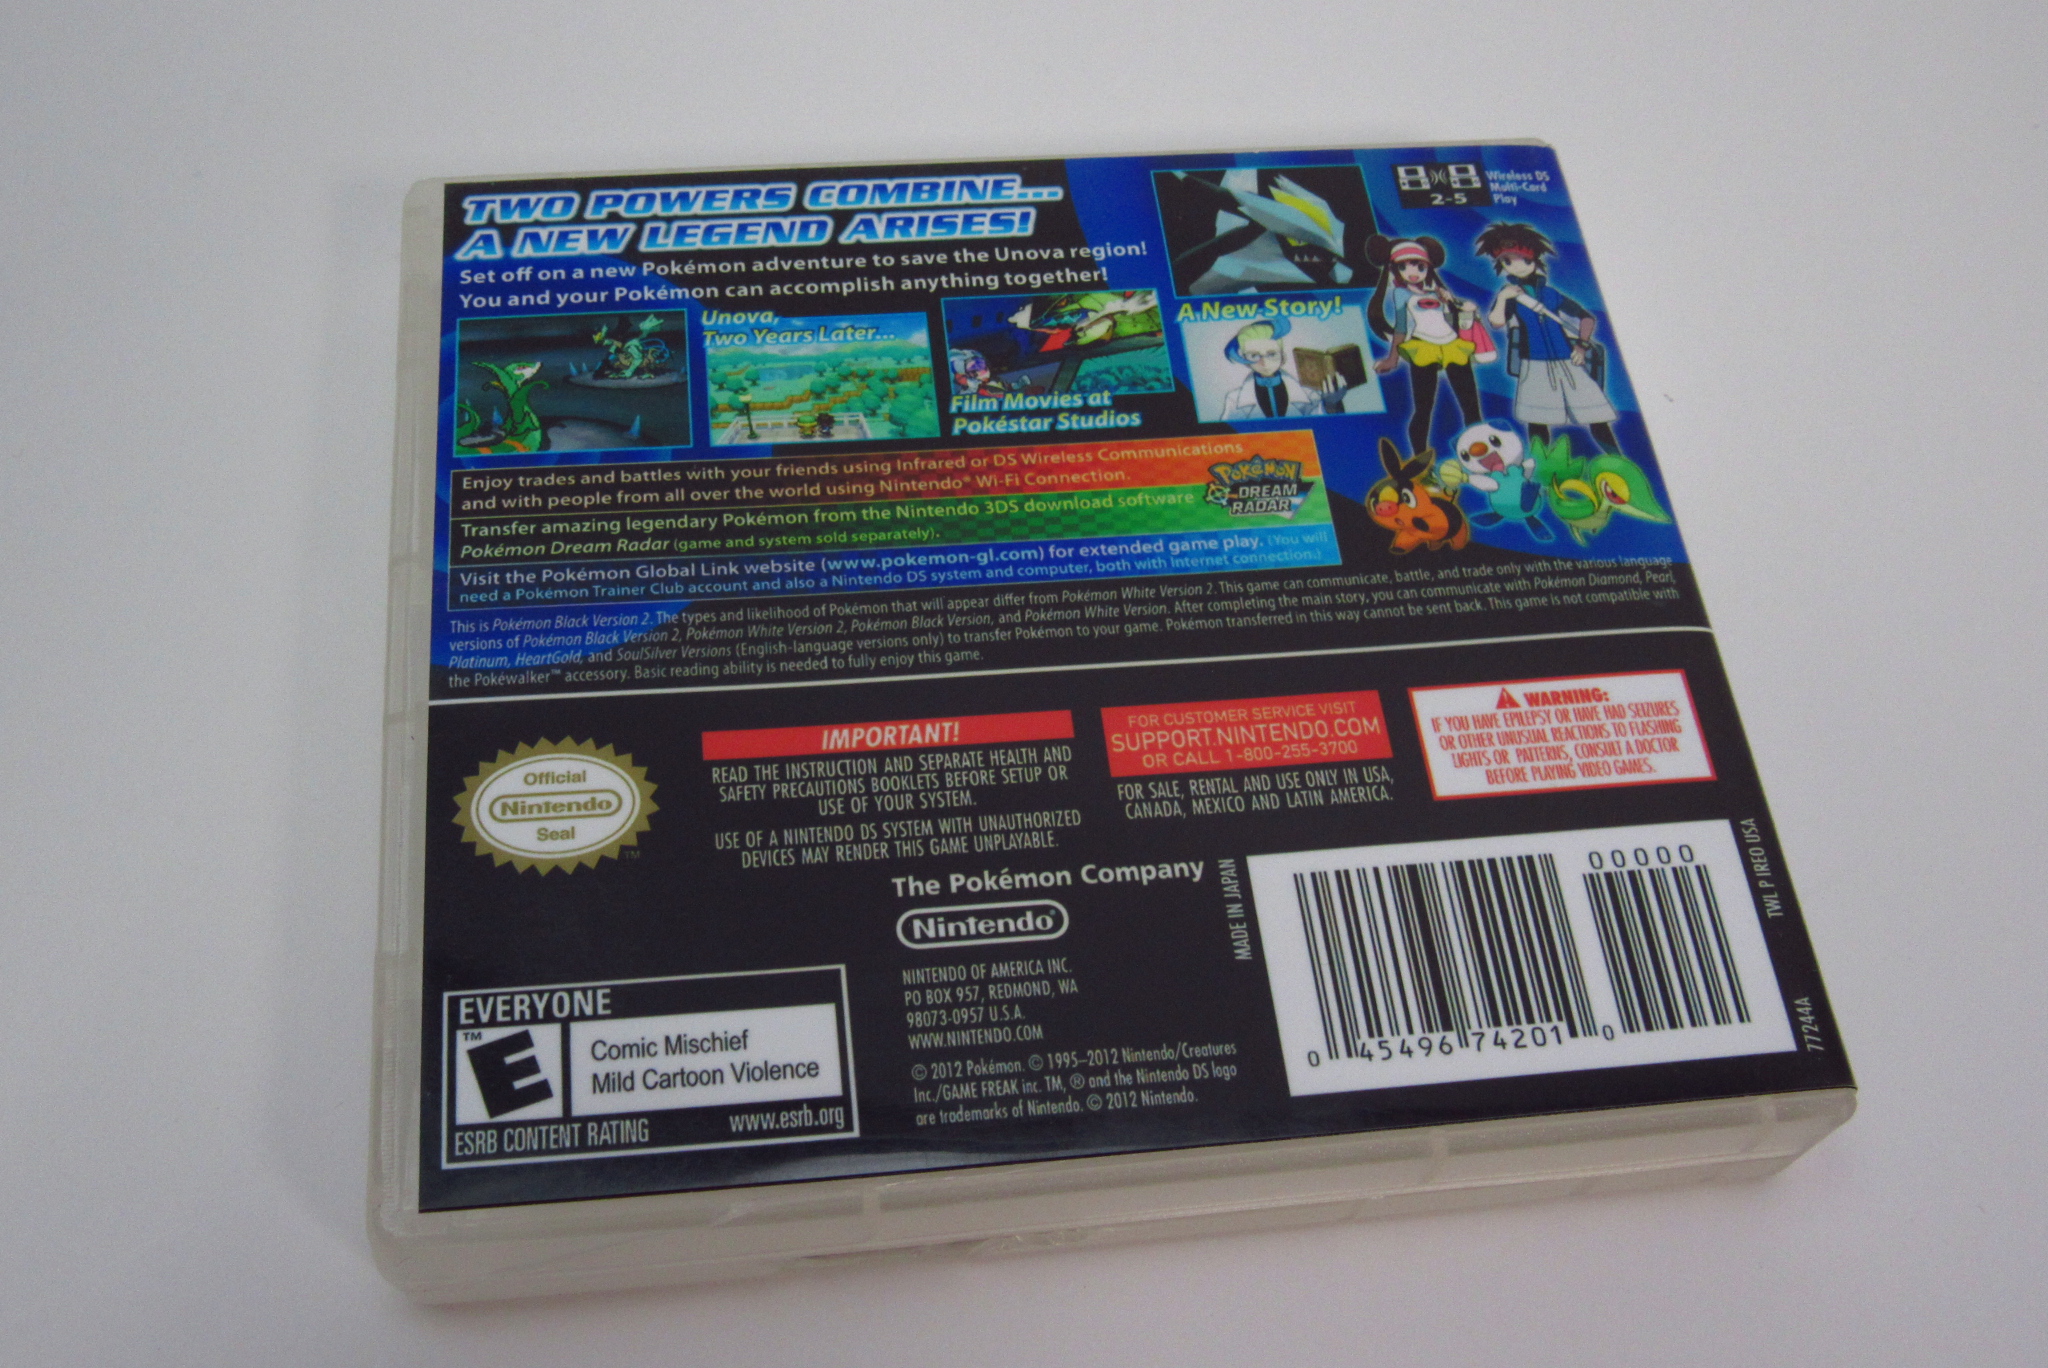 TWO POWERS COMBINE...
A NEW LEGEND ARISES!
Set off on a new Pokémon adventure to save the Unova region!
You and your Pokémon can accomplish anything together!
2-5
Wireless DS
Multi-Card
Play
Unova,
Two Years Later...
Film Movies at
Pokéstar Studios
A New Story!
Enjoy trades and battles with your friends using Infrared or DS Wireless Communications
and with people from all over the world using Nintendo® Wi-Fi Connection.
Transfer amazing legendary Pokémon from the Nintendo 3DS download software
Pokémon Dream Radar (game and system sold separately).
POKéMON
DREAM
RADAR
Visit the Pokémon Global Link website (www.pokemon-gl.com) for extended game play. (You will
need a Pokémon Trainer Club account and also a Nintendo DS system and computer, both with Internet connection.)
This is Pokémon Black Version 2. The types and likelihood of Pokémon that will appear differ from Pokémon White Version 2. This game can communicate, battle, and trade only with the various language
versions of Pokémon Black Version 2, Pokémon White Version 2, Pokémon Black Version, and Pokémon White Version. After completing the main story, you can communicate with Pokémon Diamond, Pearl,
Platinum, HeartGold, and SoulSilver Versions (English-language versions only) to transfer Pokémon to your game. Pokémon transferred in this way cannot be sent back. This game is not compatible with
the Pokéwalker™ accessory. Basic reading ability is needed to fully enjoy this game.
Official
Nintendo
Seal
TM
IMPORTANT!
READ THE INSTRUCTION AND SEPARATE HEALTH AND
SAFETY PRECAUTIONS BOOKLETS BEFORE SETUP OR
USE OF YOUR SYSTEM.
USE OF A NINTENDO DS SYSTEM WITH UNAUTHORIZED
DEVICES MAY RENDER THIS GAME UNPLAYABLE.
FOR CUSTOMER SERVICE VISIT
SUPPORT.NINTENDO.COM
OR CALL 1-800-255-3700
FOR SALE, RENTAL AND USE ONLY IN USA,
CANADA, MEXICO AND LATIN AMERICA.
WARNING:
IF YOU HAVE EPILEPSY OR HAVE HAD SEIZURES
OR OTHER UNUSUAL REACTIONS TO FLASHING
LIGHTS OR PATTERNS, CONSULT A DOCTOR
BEFORE PLAYING VIDEO GAMES.
The Pokémon Company
Nintendo®
NINTENDO OF AMERICA INC.
PO BOX 957, REDMOND, WA
98073-0957 U.S.A.
WWW.NINTENDO.COM
© 2012 Pokémon. © 1995–2012 Nintendo/Creatures
Inc./GAME FREAK inc. TM, ® and the Nintendo DS logo
are trademarks of Nintendo. © 2012 Nintendo.
EVERYONE
TM
E
Comic Mischief
Mild Cartoon Violence
ESRB CONTENT RATING
www.esrb.org
MADE IN JAPAN
00000
0 45496 74201 0
TWL P IREO USA
77244A